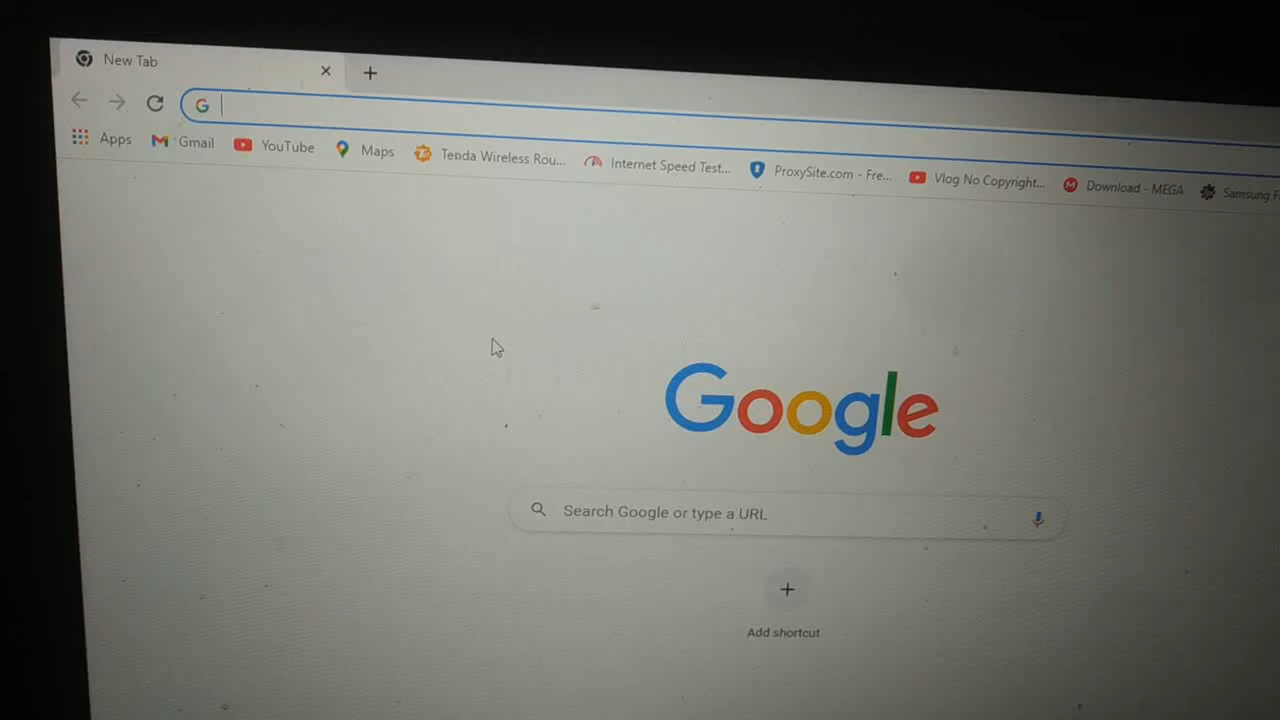 New Tab
Apps Gmail YouTube Maps Tenda Wireless Rou... Internet Speed Test... ProxySite.com - Fre... Vlog No Copyright... Download - MEGA Samsung F
Google
Search Google or type a URL
Add shortcut